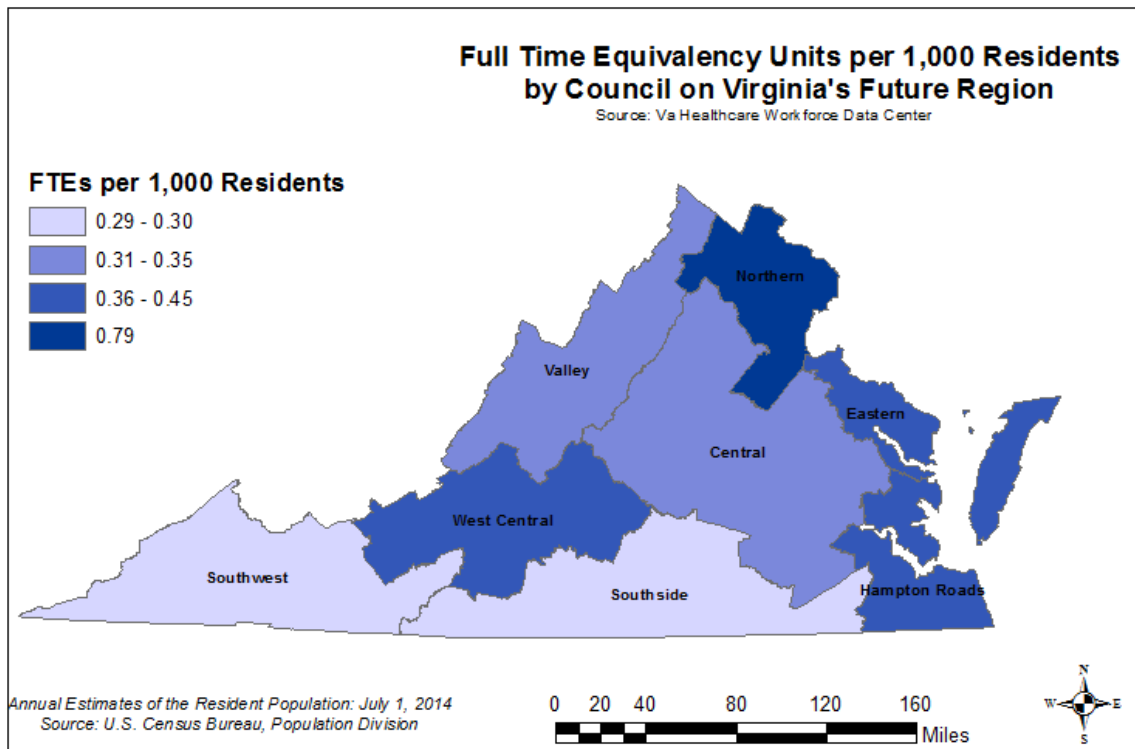 Full Time Equivalency Units per 1,000 Residents
by Council on Virginia's Future Region
Source: Va Healthcare Workforce Data Center
FTEs per 1,000 Residents
0.29 - 0.30
0.31 - 0.35
0.36 - 0.45
0.79
Northern
Valley
Eastern
Central
West Central
Southwest
Southside
Hampton Roads
Annual Estimates of the Resident Population: July 1, 2014
Source: U.S. Census Bureau, Population Division
0 20 40 80 120 160
Miles
N
W E
S